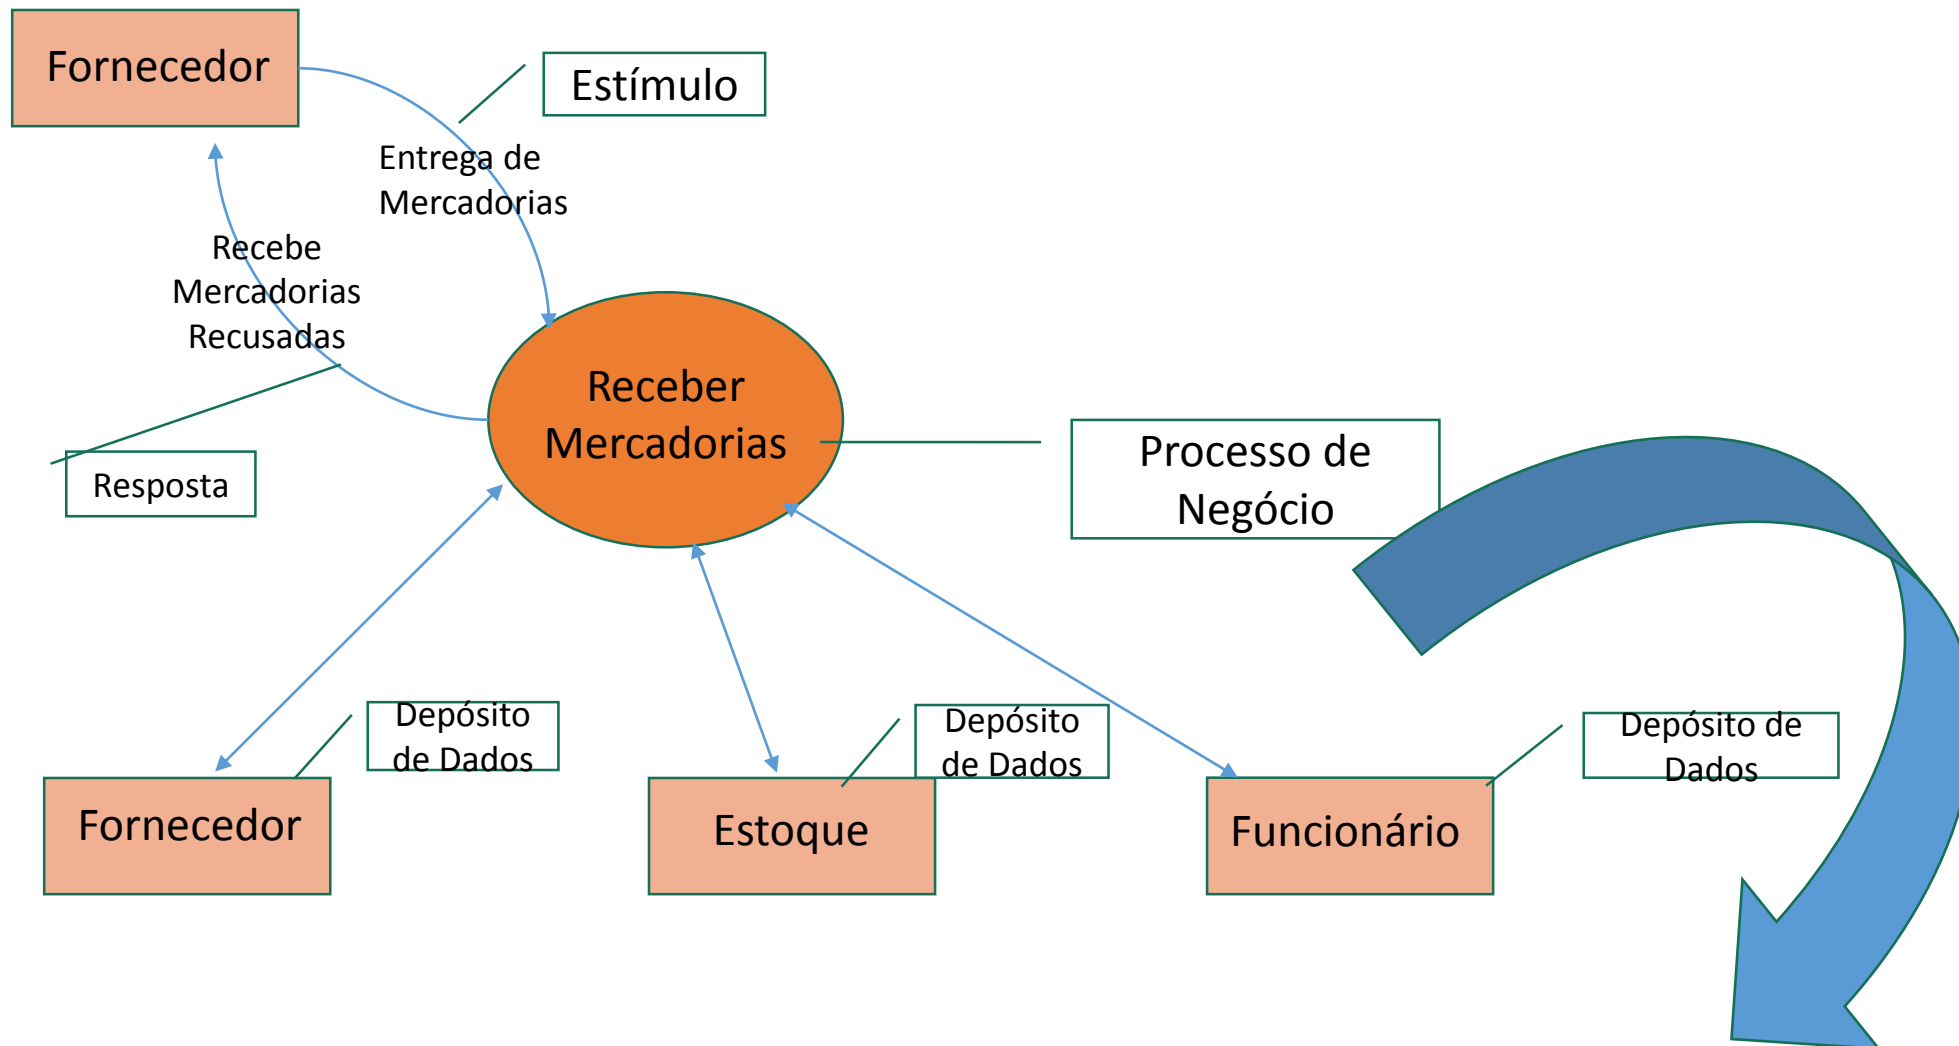 Fornecedor
Estímulo
Entrega de
Mercadorias
Recebe
Mercadorias
Recusadas
Receber
Mercadorias
Processo de
Negócio
Resposta
Depósito
de Dados
Depósito
de Dados
Depósito de
Dados
Fornecedor
Estoque
Funcionário